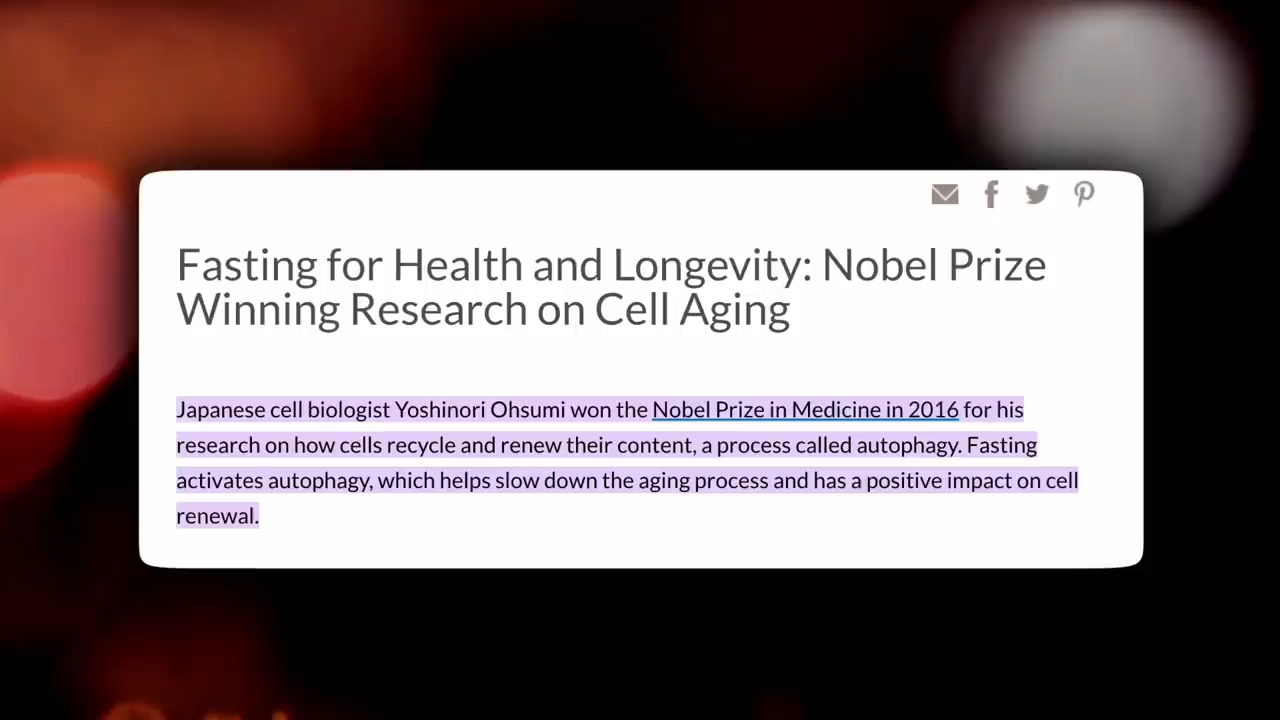 Fasting for Health and Longevity: Nobel Prize
Winning Research on Cell Aging
Japanese cell biologist Yoshinori Ohsumi won the Nobel Prize in Medicine in 2016 for his
research on how cells recycle and renew their content, a process called autophagy. Fasting
activates autophagy, which helps slow down the aging process and has a positive impact on cell
renewal.